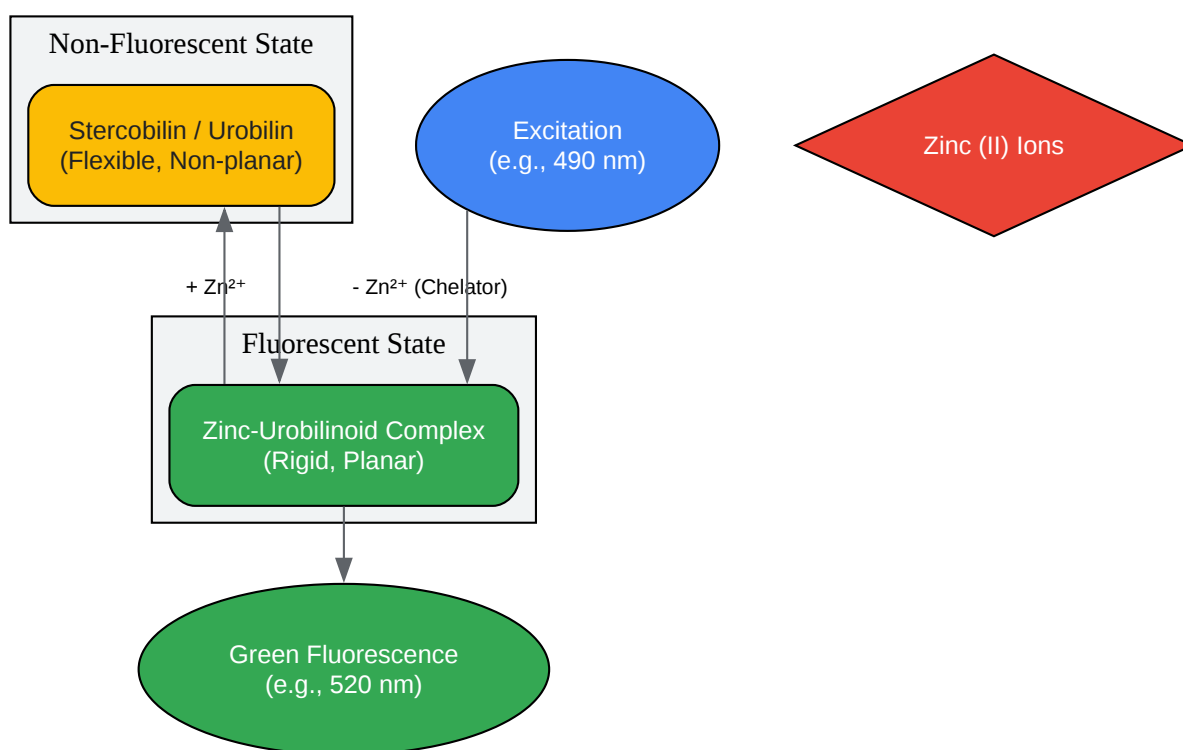 Non-Fluorescent State
Stercobilin / Urobilin
(Flexible, Non-planar)
Excitation
(e.g., 490 nm)
Zinc (II) Ions
+ Zn²⁺
- Zn²⁺ (Chelator)
Fluorescent State
Zinc-Urobilinoid Complex
(Rigid, Planar)
Green Fluorescence
(e.g., 520 nm)